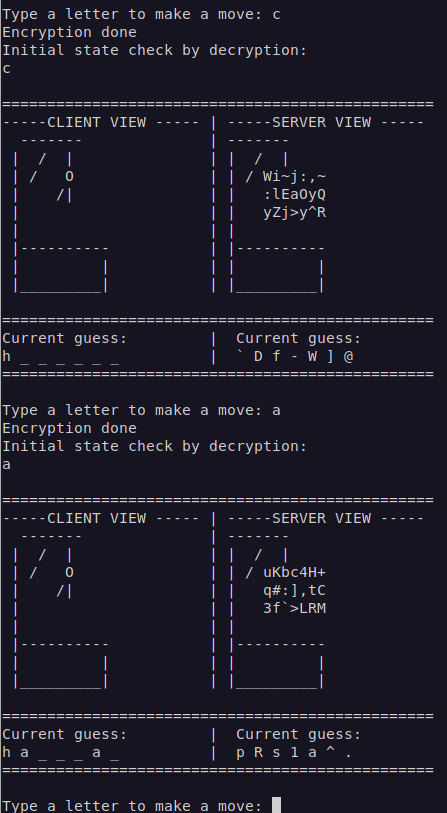 Type a letter to make a move: c
Encryption done
Initial state check by decryption:
c

================================================
-----CLIENT VIEW ----- | -----SERVER VIEW -----
  -------              | -------
 |  /  |               | |  /  |
 | /   O               | | / Wi~j:,~
 |    /|               | |   :lEaOyQ
 |                     | |   yZj>y^R
 |                     | |
 |----------           | |----------
 |         |           | |         |
 |_________|           | |_________|

================================================
Current guess:         |  Current guess:
h _ _ _ _ _ _          |  ` D f - W ] @
================================================

Type a letter to make a move: a
Encryption done
Initial state check by decryption:
a

================================================
-----CLIENT VIEW ----- | -----SERVER VIEW -----
  -------              | -------
 |  /  |               | |  /  |
 | /   O               | | / uKbc4H+
 |    /|               | |   q#:],tC
 |                     | |   3f`>LRM
 |                     | |
 |----------           | |----------
 |         |           | |         |
 |_________|           | |_________|

================================================
Current guess:         |  Current guess:
h a _ _ _ a _          |  p R s 1 a ^ .
================================================

Type a letter to make a move: